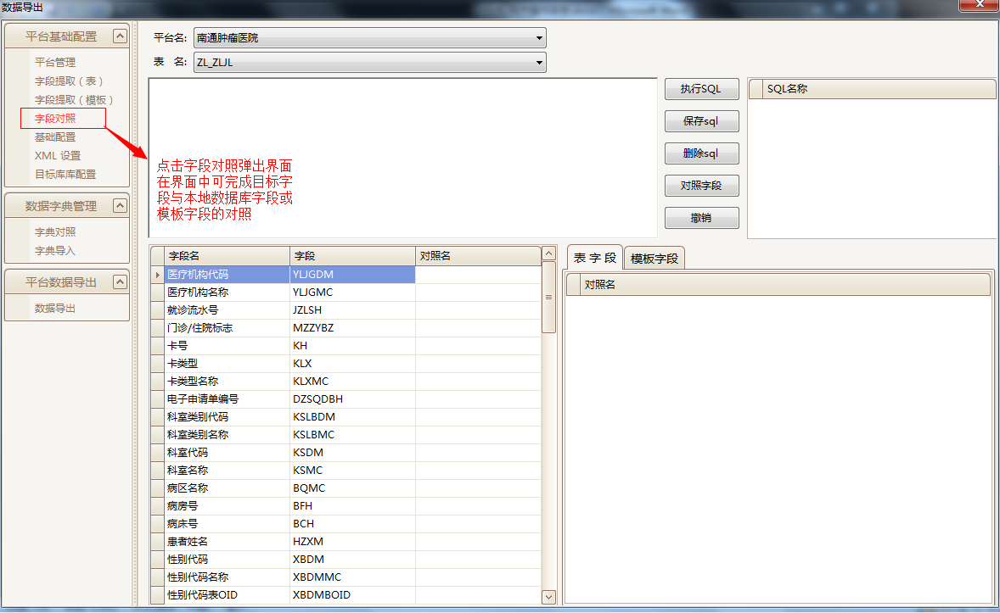 数据导出
平台基础配置
平台管理
字段提取（表）
字段提取（模板）
字段对照
基础配置
XML 设置
目标库库配置
数据字典管理
字典对照
字典导入
平台数据导出
数据导出
平台名: 南通肿瘤医院
表 名: ZL_ZLJL
点击字段对照弹出界面
在界面中可完成目标字
段与本地数据库字段或
模板字段的对照
执行SQL
保存sql
删除sql
对照字段
撤销
SQL名称
字段名 字段 对照名
医疗机构代码 YLJGDM
医疗机构名称 YLJGMC
就诊流水号 JZLSH
门诊/住院标志 MZZYBZ
卡号 KH
卡类型 KLX
卡类型名称 KLXMC
电子申请单编号 DZSQDBH
科室类别代码 KSLBDM
科室类别名称 KSLBMC
科室代码 KSDM
科室名称 KSMC
病区名称 BQMC
病房号 BFH
病床号 BCH
患者姓名 HZXM
性别代码 XBDM
性别代码名称 XBDMMC
性别代码表OID XBDMBOID
表 字 段 模板字段
对照名